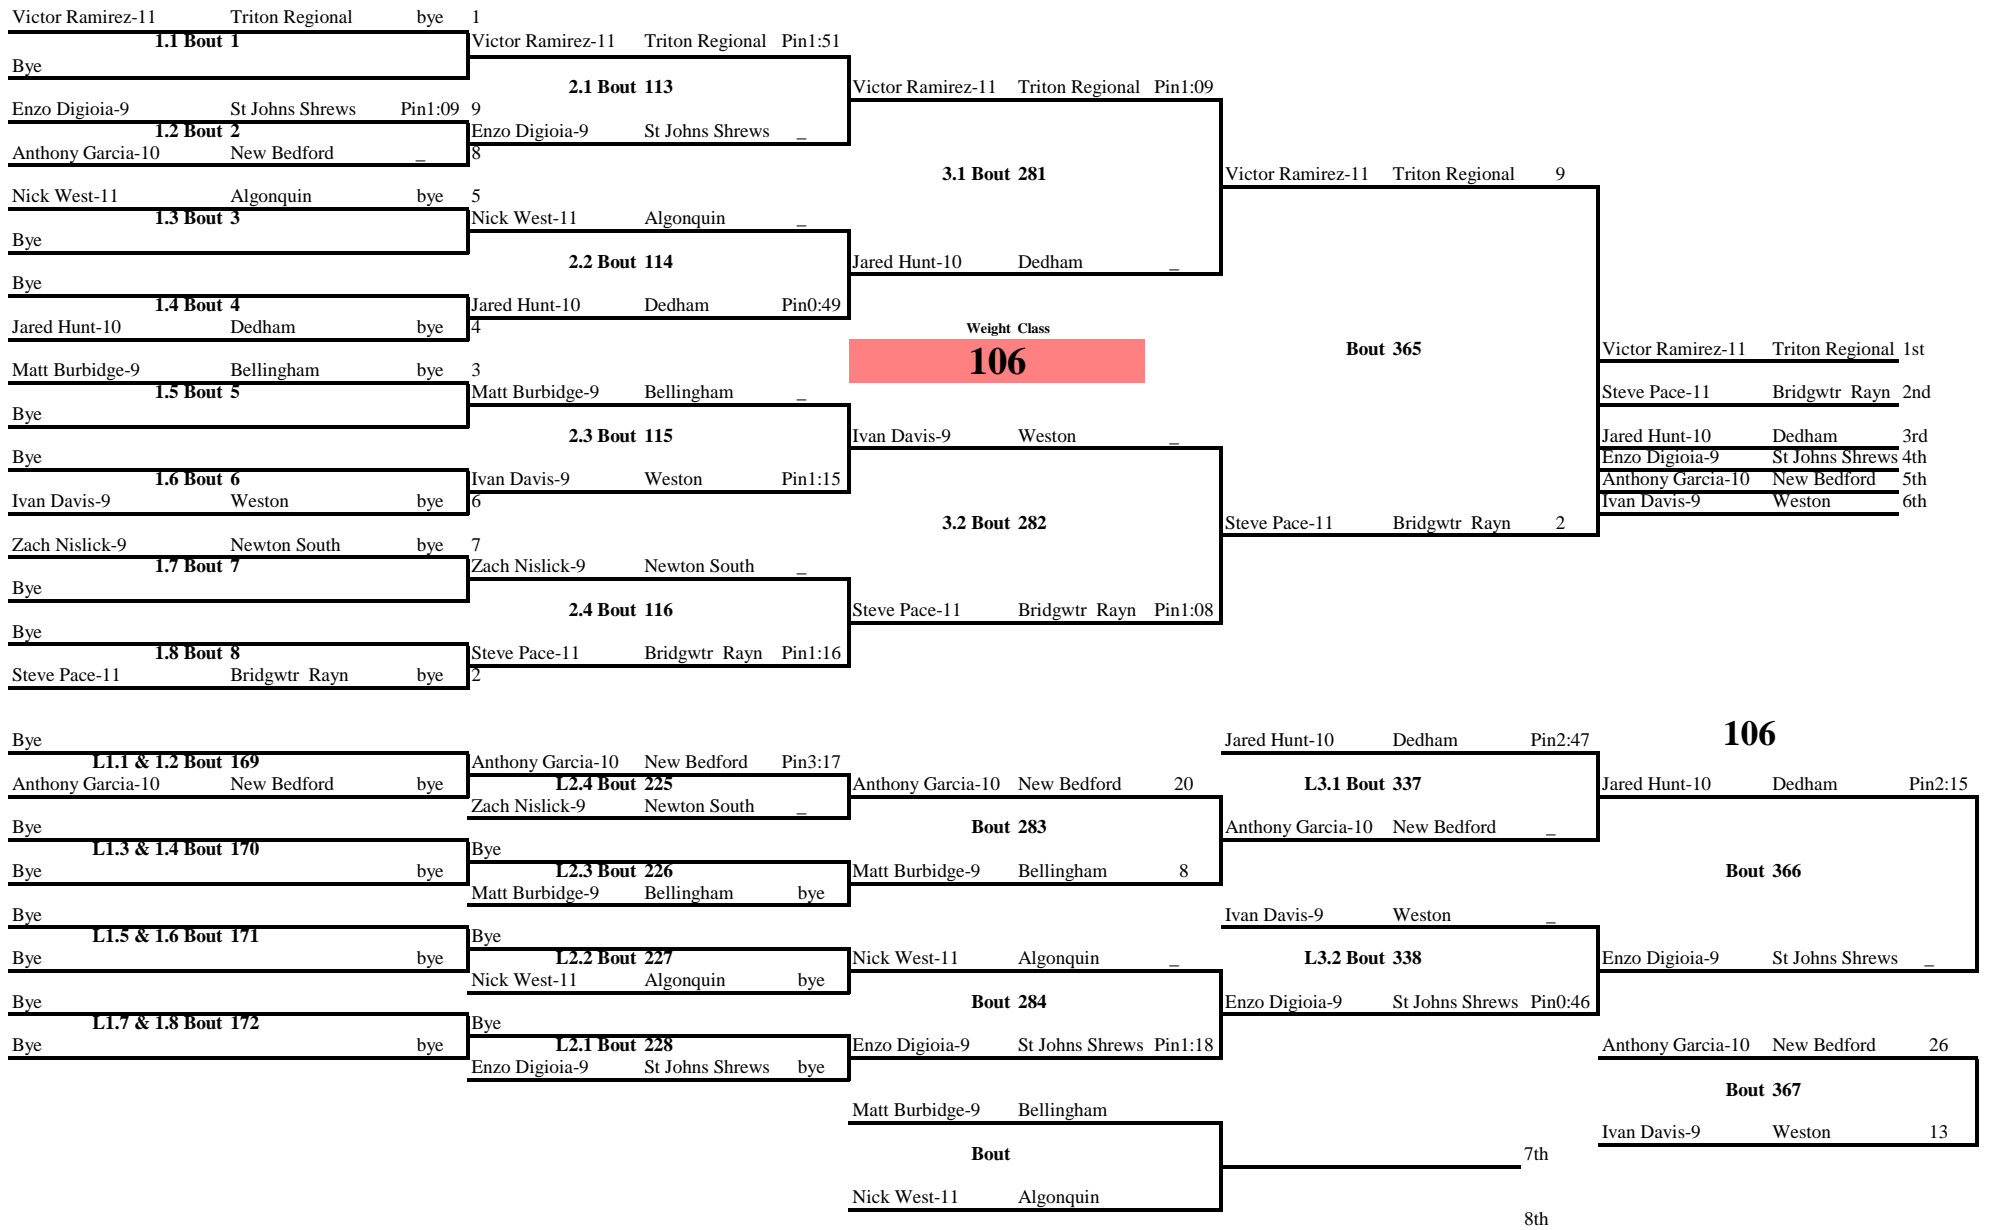 Victor Ramirez-11 Triton Regional bye 1
1.1 Bout 1 Victor Ramirez-11 Triton Regional Pin1:51
Bye
2.1 Bout 113 Victor Ramirez-11 Triton Regional Pin1:09
Enzo Digioia-9 St Johns Shrews Pin1:09 9
1.2 Bout 2 Enzo Digioia-9 St Johns Shrews _
Anthony Garcia-10 New Bedford _ 8
3.1 Bout 281 Victor Ramirez-11 Triton Regional 9
Nick West-11 Algonquin bye 5
1.3 Bout 3 Nick West-11 Algonquin _
Bye
2.2 Bout 114 Jared Hunt-10 Dedham _
Bye
1.4 Bout 4 Jared Hunt-10 Dedham Pin0:49
Jared Hunt-10 Dedham bye 4 Weight Class
106 Bout 365 Victor Ramirez-11 Triton Regional 1st
Matt Burbidge-9 Bellingham bye 3
1.5 Bout 5 Matt Burbidge-9 Bellingham _ Steve Pace-11 Bridgwtr Rayn 2nd
Bye
2.3 Bout 115 Ivan Davis-9 Weston _ Jared Hunt-10 Dedham 3rd
Bye Enzo Digioia-9 St Johns Shrews 4th
1.6 Bout 6 Ivan Davis-9 Weston Pin1:15 Anthony Garcia-10 New Bedford 5th
Ivan Davis-9 Weston bye 6 Ivan Davis-9 Weston 6th
3.2 Bout 282 Steve Pace-11 Bridgwtr Rayn 2
Zach Nislick-9 Newton South bye 7
1.7 Bout 7 Zach Nislick-9 Newton South _
Bye
2.4 Bout 116 Steve Pace-11 Bridgwtr Rayn Pin1:08
Bye
1.8 Bout 8 Steve Pace-11 Bridgwtr Rayn Pin1:16
Steve Pace-11 Bridgwtr Rayn bye 2
Bye Jared Hunt-10 Dedham Pin2:47 106
L1.1 & 1.2 Bout 169 Anthony Garcia-10 New Bedford Pin3:17
Anthony Garcia-10 New Bedford bye L2.4 Bout 225 Anthony Garcia-10 New Bedford 20 L3.1 Bout 337 Jared Hunt-10 Dedham Pin2:15
Zach Nislick-9 Newton South _
Bye Bout 283 Anthony Garcia-10 New Bedford _
L1.3 & 1.4 Bout 170 Bye
Bye bye L2.3 Bout 226 Matt Burbidge-9 Bellingham 8 Bout 366
Matt Burbidge-9 Bellingham bye
Bye Ivan Davis-9 Weston _
L1.5 & 1.6 Bout 171 Bye
Bye bye L2.2 Bout 227 Nick West-11 Algonquin _ L3.2 Bout 338 Enzo Digioia-9 St Johns Shrews _
Nick West-11 Algonquin bye
Bye Bout 284 Enzo Digioia-9 St Johns Shrews Pin0:46
L1.7 & 1.8 Bout 172 Bye
Bye bye L2.1 Bout 228 Enzo Digioia-9 St Johns Shrews Pin1:18 Anthony Garcia-10 New Bedford 26
Enzo Digioia-9 St Johns Shrews bye
Bout 367
Matt Burbidge-9 Bellingham
Ivan Davis-9 Weston 13
Bout 7th
Nick West-11 Algonquin
8th